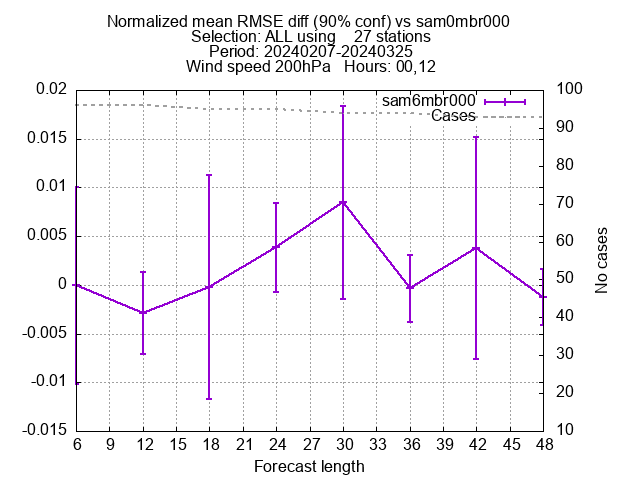 Normalized mean RMSE diff (90% conf) vs sam0mbr000
Selection: ALL using    27 stations
Period: 20240207-20240325
Wind speed 200hPa   Hours: 00,12
0.02
0.015
0.01
0.005
0
-0.005
-0.01
-0.015
100
90
80
70
60
50
40
30
20
10
sam6mbr000
Cases
No cases
6 9 12 15 18 21 24 27 30 33 36 39 42 45 48
Forecast length